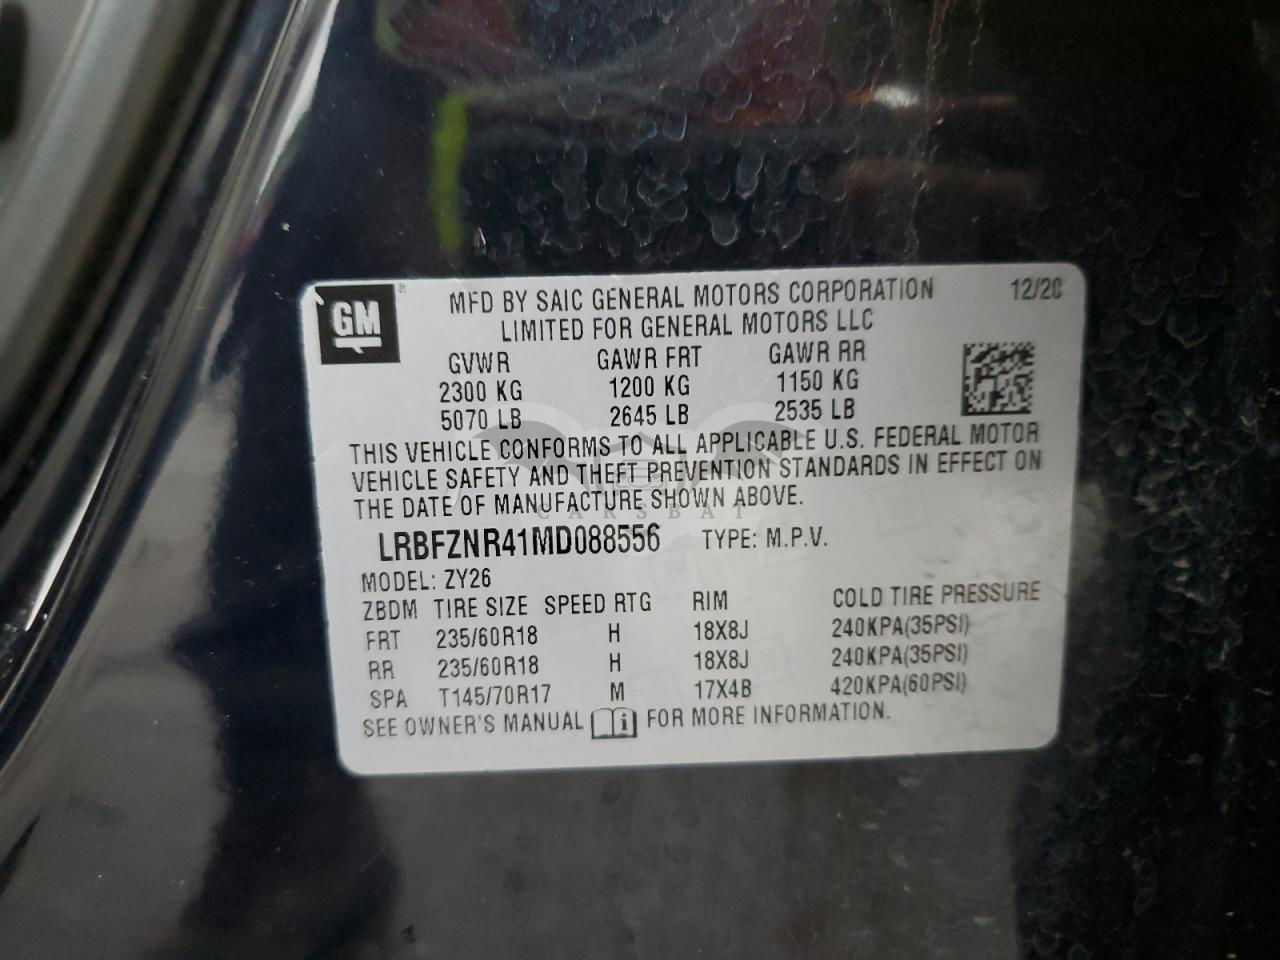 GM ® MFD BY SAIC GENERAL MOTORS CORPORATION 12/20
LIMITED FOR GENERAL MOTORS LLC
GVWR GAWR FRT GAWR RR
2300 KG 1200 KG 1150 KG
5070 LB 2645 LB 2535 LB
THIS VEHICLE CONFORMS TO ALL APPLICABLE U.S. FEDERAL MOTOR
VEHICLE SAFETY AND THEFT PREVENTION STANDARDS IN EFFECT ON
THE DATE OF MANUFACTURE SHOWN ABOVE.
CARSBAT
LRBFZNR41MD088556 TYPE: M.P.V.
MODEL: ZY26
ZBDM TIRE SIZE SPEED RTG RIM COLD TIRE PRESSURE
FRT 235/60R18 H 18X8J 240KPA(35PSI)
RR 235/60R18 H 18X8J 240KPA(35PSI)
SPA T145/70R17 M 17X4B 420KPA(60PSI)
SEE OWNER'S MANUAL i FOR MORE INFORMATION.